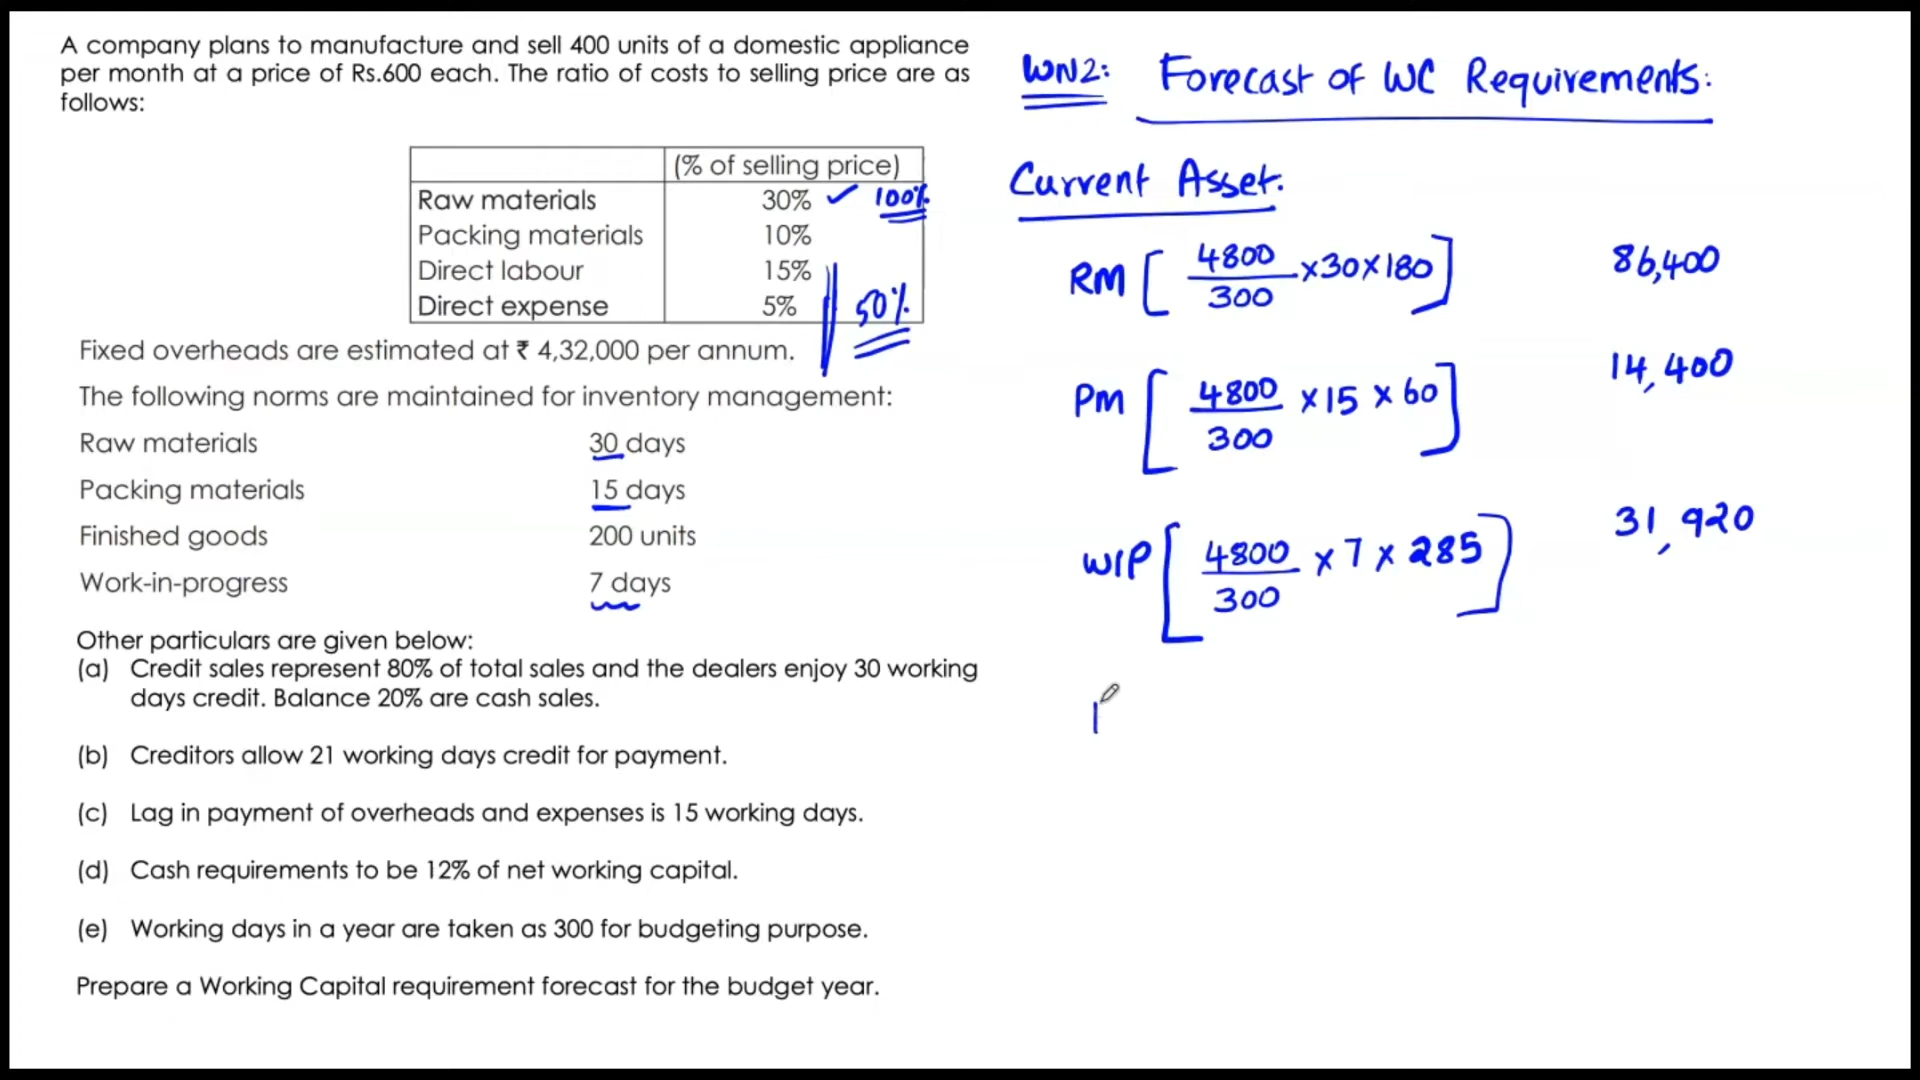 A company plans to manufacture and sell 400 units of a domestic appliance
per month at a price of Rs.600 each. The ratio of costs to selling price are as
follows:
(% of selling price)
Raw materials 30% ✓ 100%
Packing materials 10%
Direct labour 15%
Direct expense 5% 50%
Fixed overheads are estimated at ₹ 4,32,000 per annum.
The following norms are maintained for inventory management:
Raw materials 30 days
Packing materials 15 days
Finished goods 200 units
Work-in-progress 7 days
Other particulars are given below:
(a) Credit sales represent 80% of total sales and the dealers enjoy 30 working
days credit. Balance 20% are cash sales.
(b) Creditors allow 21 working days credit for payment.
(c) Lag in payment of overheads and expenses is 15 working days.
(d) Cash requirements to be 12% of net working capital.
(e) Working days in a year are taken as 300 for budgeting purpose.
Prepare a Working Capital requirement forecast for the budget year.
WN2: Forecast of WC Requirements:
Current Asset.
RM [ 4800/300 x30x180 ] 86,400
PM [ 4800/300 x 15 x 60 ] 14,400
WIP [ 4800/300 x 7 x 285 ] 31,920